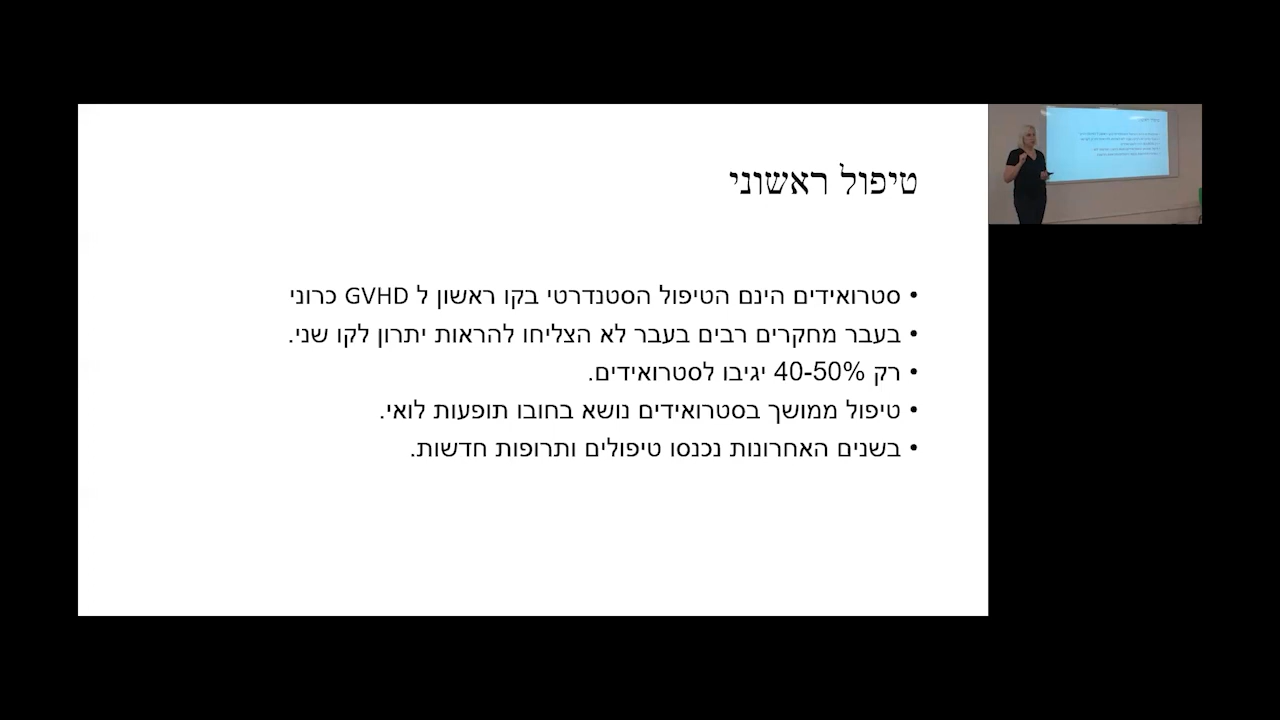 טיפול ראשוני
• סטרואידים הינם הטיפול הסטנדרטי בקו ראשון ל GVHD כרוני
• בעבר מחקרים רבים בעבר לא הצליחו להראות יתרון לקו שני.
• רק 40-50% יגיבו לסטרואידים.
• טיפול ממושך בסטרואידים נושא בחובו תופעות לואי.
• בשנים האחרונות נכנסו טיפולים ותרופות חדשות.